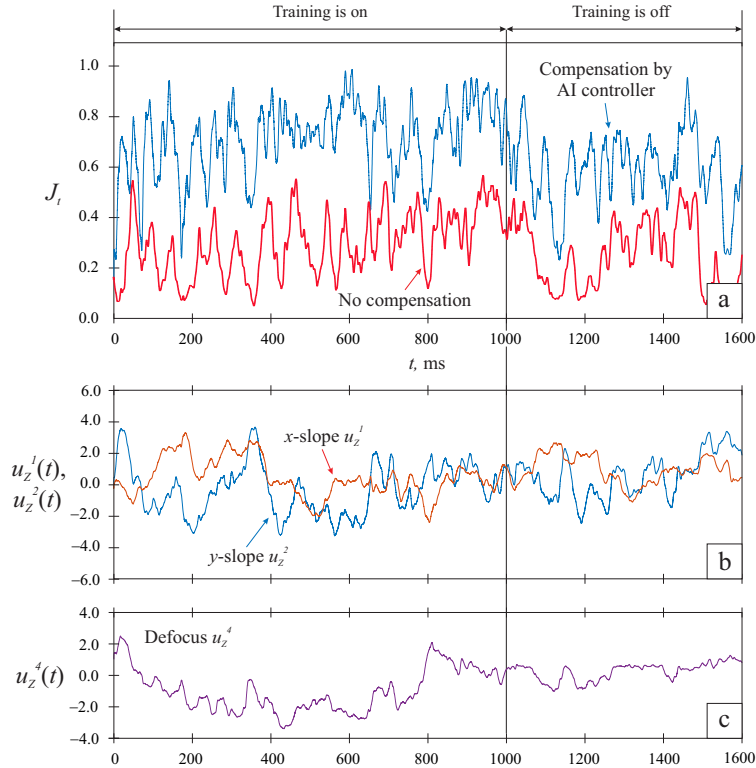 Training is on Training is off
1.0
0.8
0.6
0.4
0.2
0.0
J_t
Compensation by
AI controller
No compensation
a
0 200 400 600 800 1000 1200 1400 1600
t, ms
6.0
4.0
2.0
0.0
-2.0
-4.0
-6.0
u_Z^1(t),
u_Z^2(t)
x-slope u_Z^1
y-slope u_Z^2
b
4.0
2.0
0.0
-2.0
-4.0
u_Z^4(t)
Defocus u_Z^4
c
0 200 400 600 800 1000 1200 1400 1600